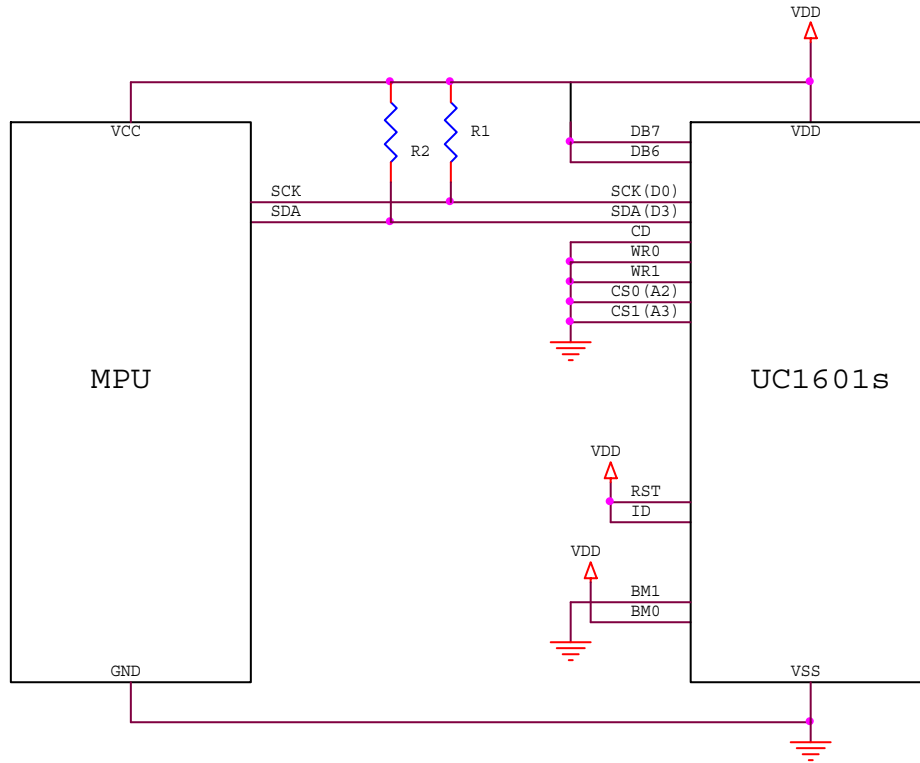 VDD
VCC
VDD
R1
R2
DB7
DB6
SCK
SCK(D0)
SDA
SDA(D3)
CD
WR0
WR1
CS0(A2)
CS1(A3)
MPU
UC1601s
VDD
RST
ID
VDD
BM1
BM0
GND
VSS